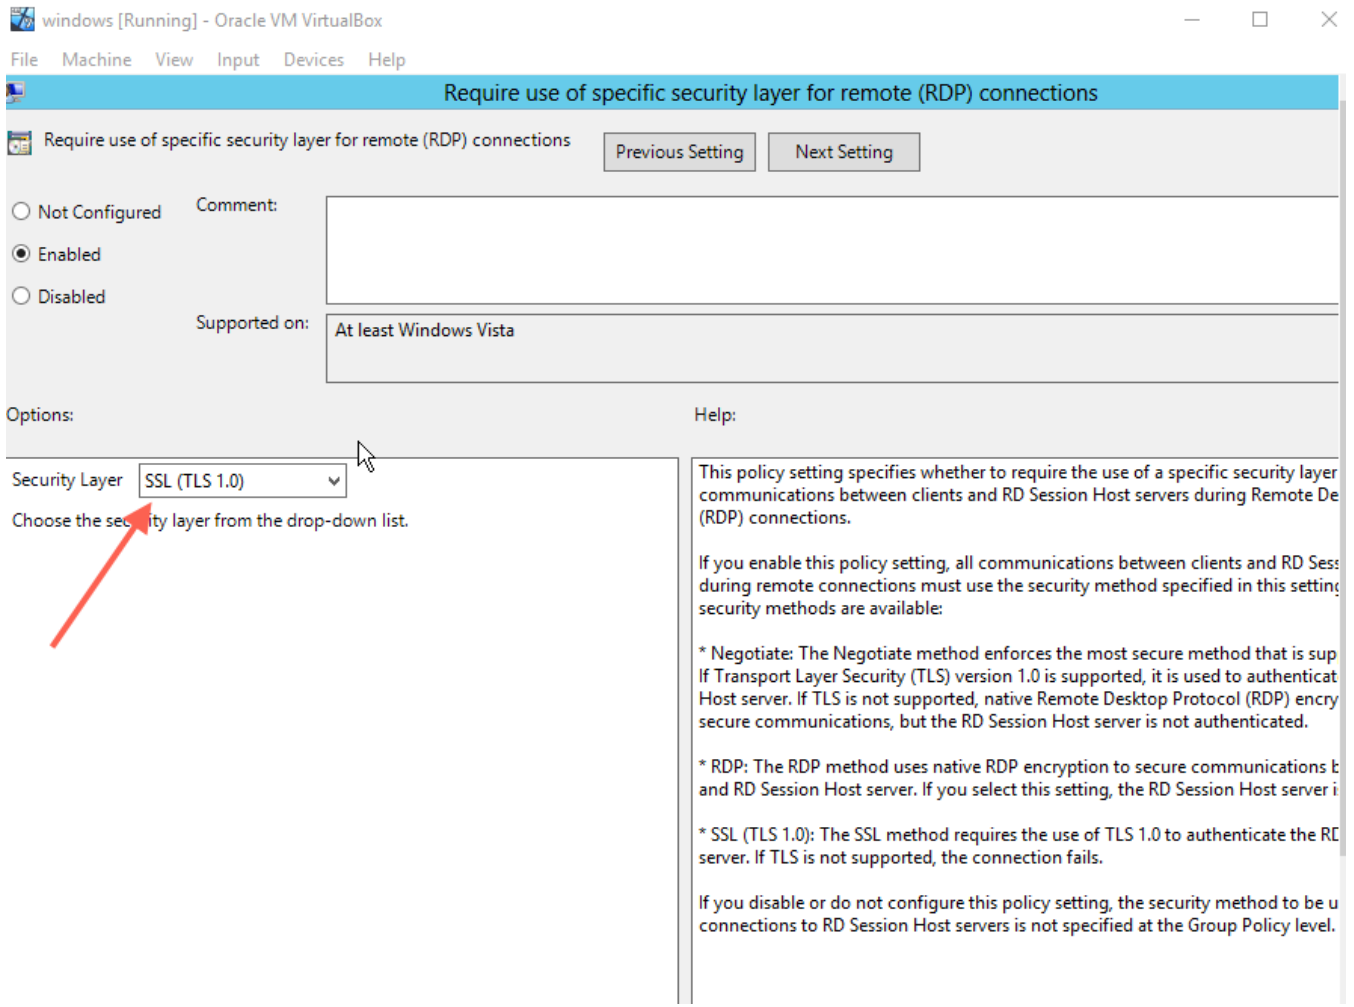 windows [Running] - Oracle VM VirtualBox
File Machine View Input Devices Help
Require use of specific security layer for remote (RDP) connections
Require use of specific security layer for remote (RDP) connections
Previous Setting
Next Setting
Not Configured
Comment:
Enabled
Disabled
Supported on:
At least Windows Vista
Options:
Help:
Security Layer
SSL (TLS 1.0)
Choose the security layer from the drop-down list.
This policy setting specifies whether to require the use of a specific security layer
communications between clients and RD Session Host servers during Remote De
(RDP) connections.
If you enable this policy setting, all communications between clients and RD Sess
during remote connections must use the security method specified in this setting
security methods are available:
* Negotiate: The Negotiate method enforces the most secure method that is sup
If Transport Layer Security (TLS) version 1.0 is supported, it is used to authenticat
Host server. If TLS is not supported, native Remote Desktop Protocol (RDP) encry
secure communications, but the RD Session Host server is not authenticated.
* RDP: The RDP method uses native RDP encryption to secure communications b
and RD Session Host server. If you select this setting, the RD Session Host server i
* SSL (TLS 1.0): The SSL method requires the use of TLS 1.0 to authenticate the RD
server. If TLS is not supported, the connection fails.
If you disable or do not configure this policy setting, the security method to be u
connections to RD Session Host servers is not specified at the Group Policy level.